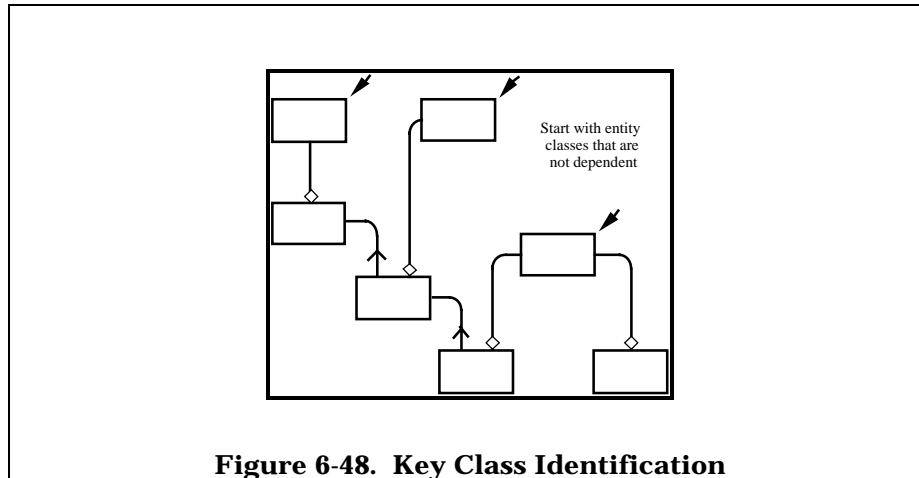 Start with entity
classes that are
not dependent
Figure 6-48. Key Class Identification